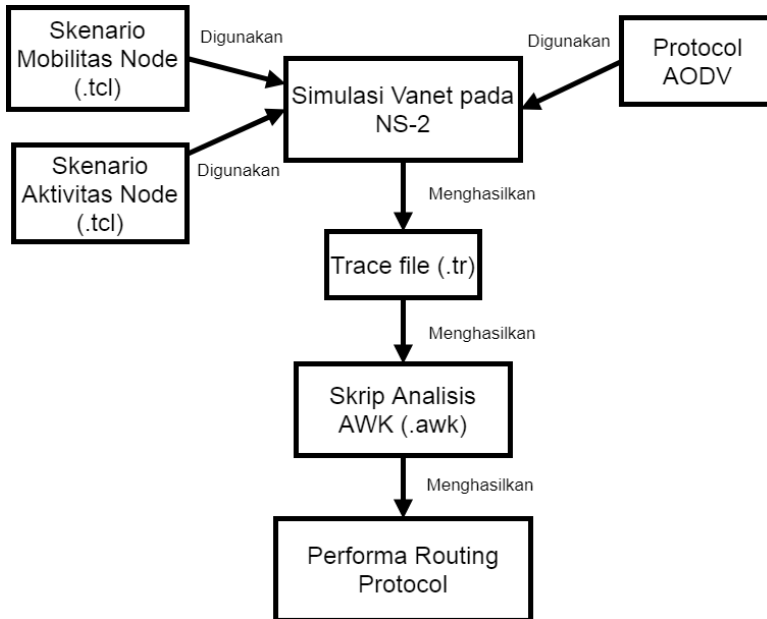 Skenario
Mobilitas Node
(.tcl)
Digunakan
Digunakan
Protocol
AODV
Simulasi Vanet pada
NS-2
Skenario
Aktivitas Node
(.tcl)
Digunakan
Menghasilkan
Trace file (.tr)
Menghasilkan
Skrip Analisis
AWK (.awk)
Menghasilkan
Performa Routing
Protocol